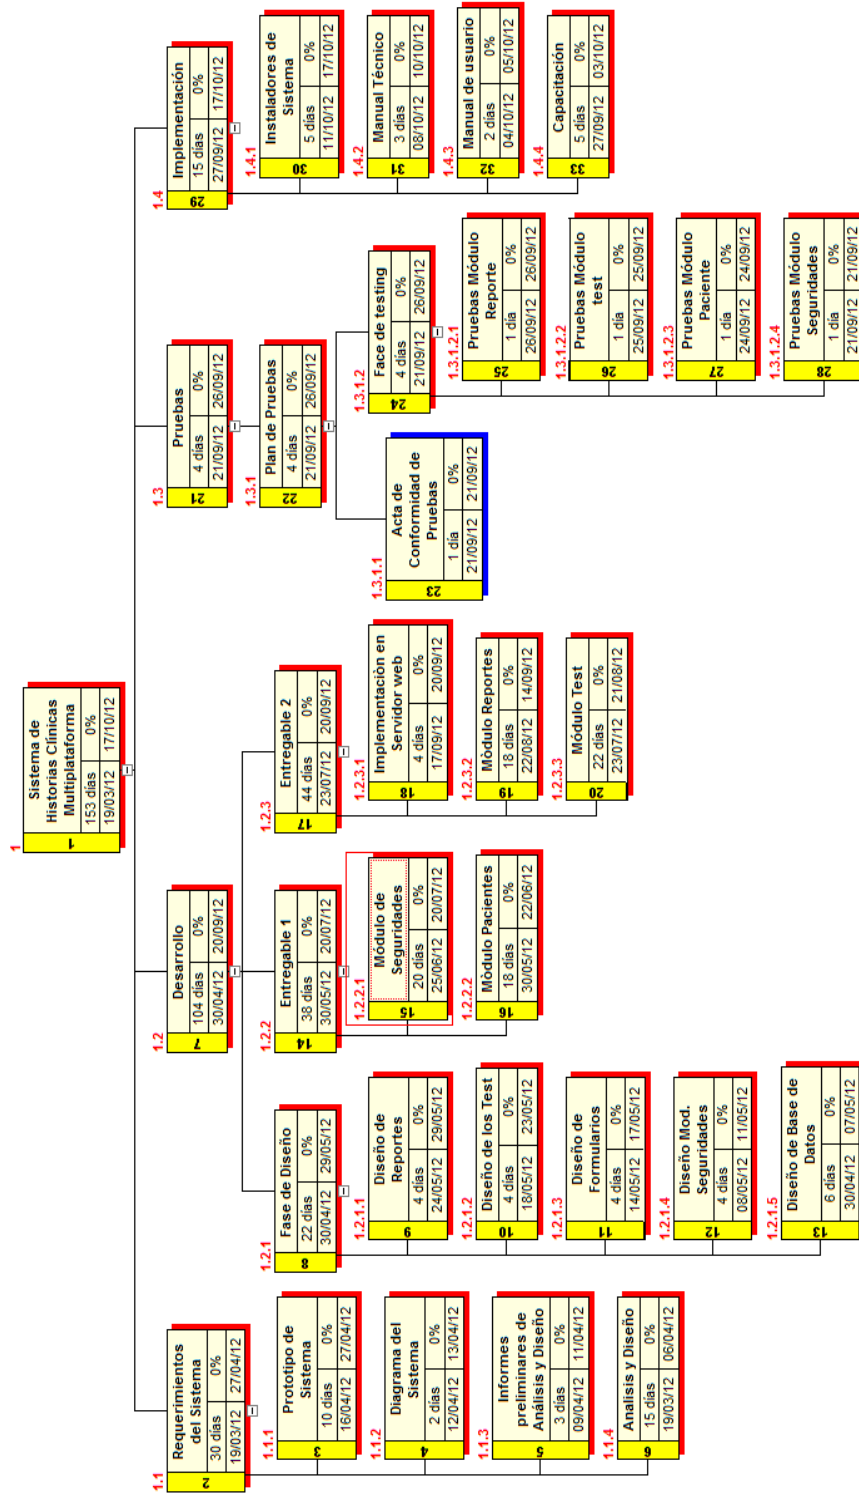 1
Sistema de
Historias Clínicas
Multiplataforma
153 días 0%
19/03/12 17/10/12
1
1.1
Requerimientos
del Sistema
30 días 0%
19/03/12 27/04/12
2
1.1.1
Prototipo de
Sistema
10 días 0%
16/04/12 27/04/12
3
1.1.2
Diagrama del
Sistema
2 días 0%
12/04/12 13/04/12
4
1.1.3
Informes
preliminares de
Análisis y Diseño
3 días 0%
09/04/12 11/04/12
5
1.1.4
Analisis y Diseño
15 días 0%
19/03/12 06/04/12
6
1.2
Desarrollo
104 días 0%
30/04/12 20/09/12
7
1.2.1
Fase de Diseño
22 días 0%
30/04/12 29/05/12
8
1.2.1.1
Diseño de
Reportes
4 días 0%
24/05/12 29/05/12
9
1.2.1.2
Diseño de los Test
4 días 0%
18/05/12 23/05/12
10
1.2.1.3
Diseño de
Formularios
4 días 0%
14/05/12 17/05/12
11
1.2.1.4
Diseño Mod.
Seguridades
4 días 0%
08/05/12 11/05/12
12
1.2.1.5
Diseño de Base de
Datos
6 días 0%
30/04/12 07/05/12
13
1.2.2
Entregable 1
38 días 0%
30/05/12 20/07/12
14
1.2.2.1
Módulo de
Seguridades
20 días 0%
25/06/12 20/07/12
15
1.2.2.2
Mòdulo Pacientes
18 días 0%
30/05/12 22/06/12
16
1.2.3
Entregable 2
44 días 0%
23/07/12 20/09/12
17
1.2.3.1
Implementaciòn en
Servidor web
4 días 0%
17/09/12 20/09/12
18
1.2.3.2
Mòdulo Reportes
18 días 0%
22/08/12 14/09/12
19
1.2.3.3
Módulo Test
22 días 0%
23/07/12 21/08/12
20
1.3
Pruebas
4 días 0%
21/09/12 26/09/12
21
1.3.1
Plan de Pruebas
4 días 0%
21/09/12 26/09/12
22
1.3.1.1
Acta de
Conformidad de
Pruebas
1 día 0%
21/09/12 21/09/12
23
1.3.1.2
Face de testing
4 días 0%
21/09/12 26/09/12
24
1.3.1.2.1
Pruebas Módulo
Reporte
1 día 0%
26/09/12 26/09/12
25
1.3.1.2.2
Pruebas Módulo
test
1 día 0%
25/09/12 25/09/12
26
1.3.1.2.3
Pruebas Módulo
Paciente
1 día 0%
24/09/12 24/09/12
27
1.3.1.2.4
Pruebas Módulo
Seguridades
1 día 0%
21/09/12 21/09/12
28
1.4
Implementación
15 días 0%
27/09/12 17/10/12
29
1.4.1
Instaladores de
Sistema
5 días 0%
11/10/12 17/10/12
30
1.4.2
Manual Técnico
3 días 0%
08/10/12 10/10/12
31
1.4.3
Manual de usuario
2 días 0%
04/10/12 05/10/12
32
1.4.4
Capacitación
5 días 0%
27/09/12 03/10/12
33